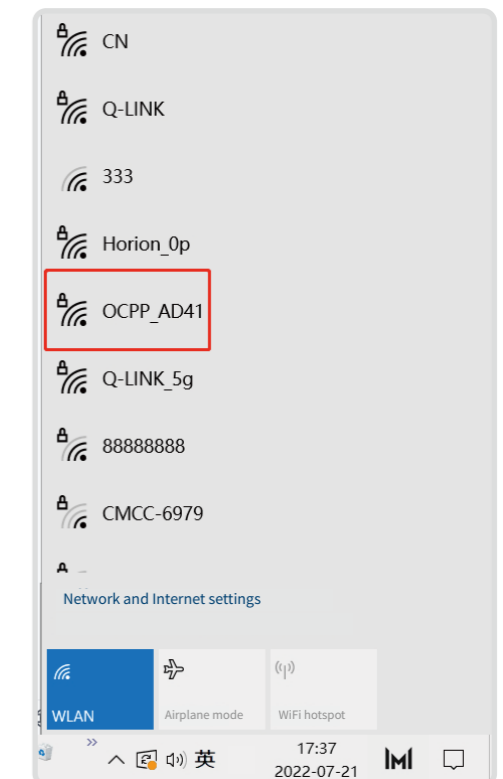 CN
Q-LINK
333
Horion_0p
OCPP_AD41
Q-LINK_5g
88888888
CMCC-6979
Network and Internet settings
WLAN
Airplane mode
WiFi hotspot
英
17:37
2022-07-21